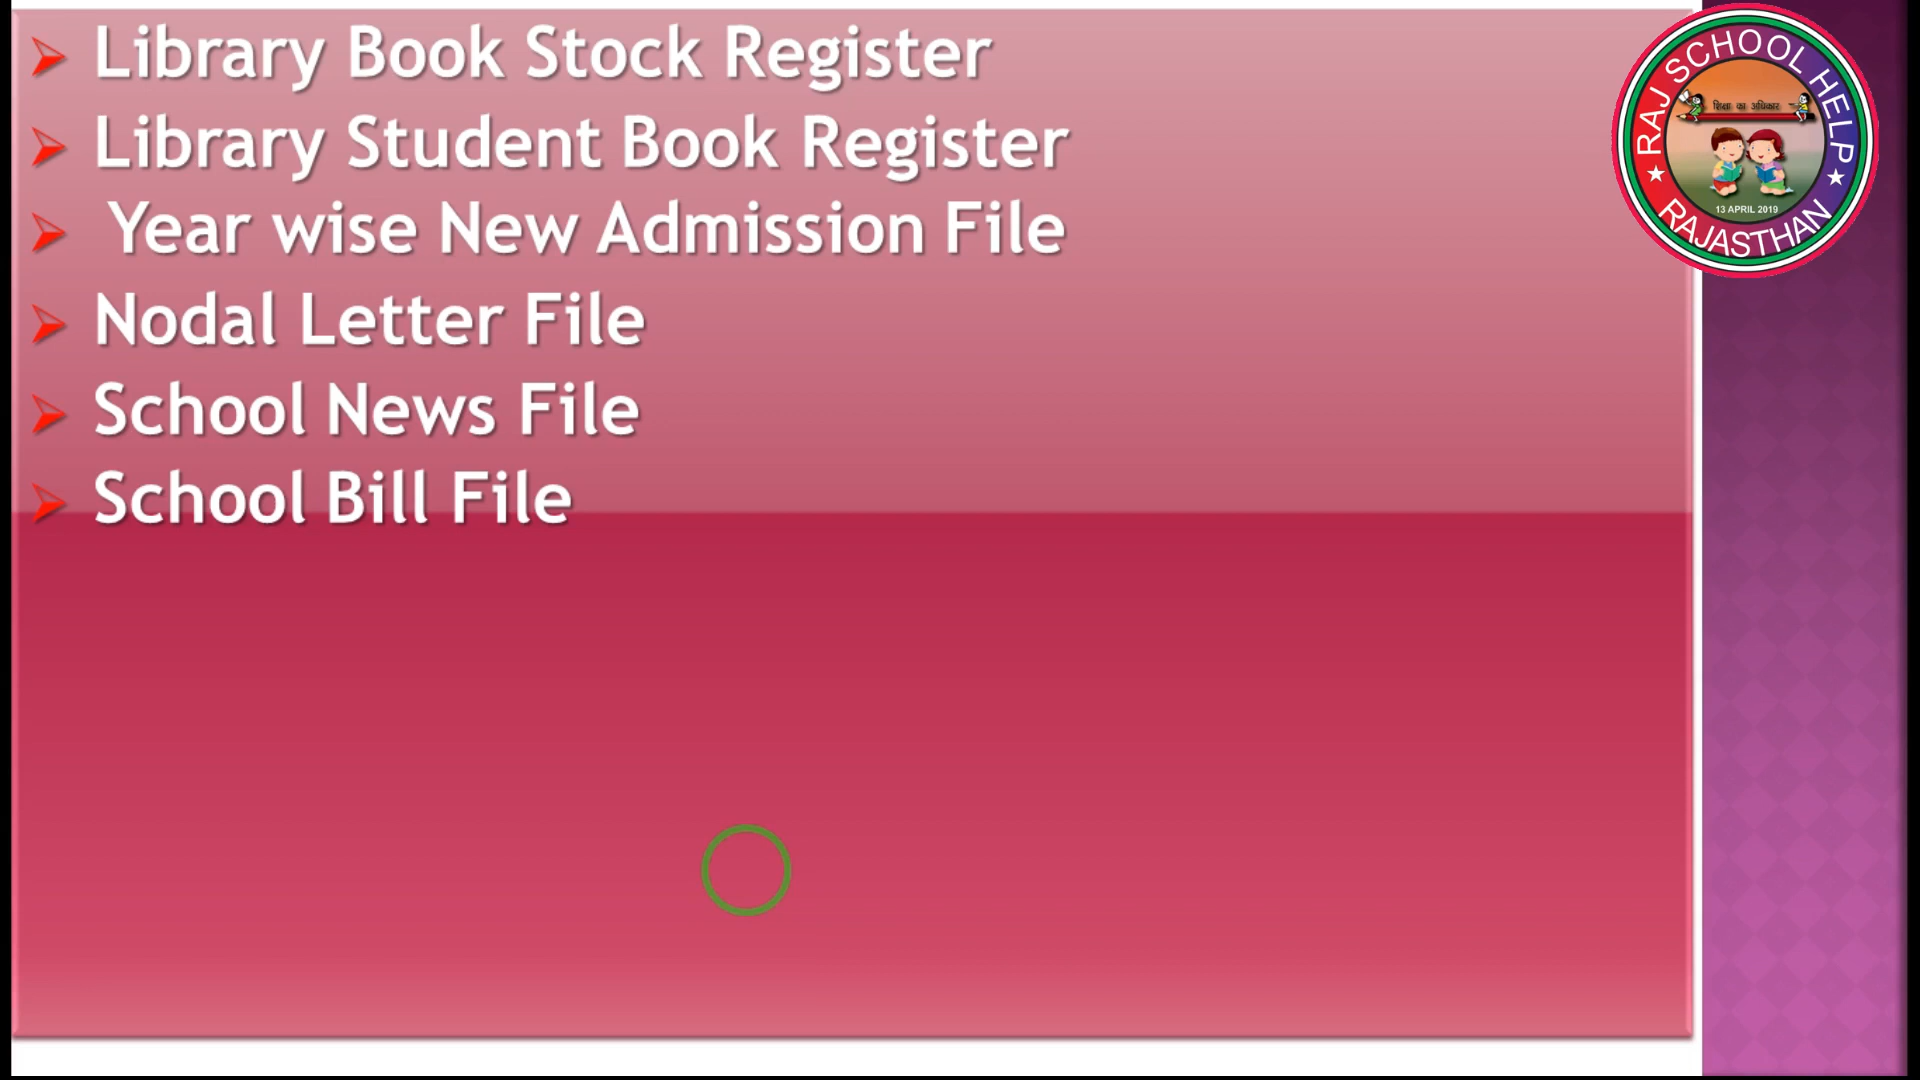 Library Book Stock Register
Library Student Book Register
Year wise New Admission File
Nodal Letter File
School News File
School Bill File
RAJ SCHOOL HELP
शिक्षा का अधिकार
13 APRIL 2019
RAJASTHAN